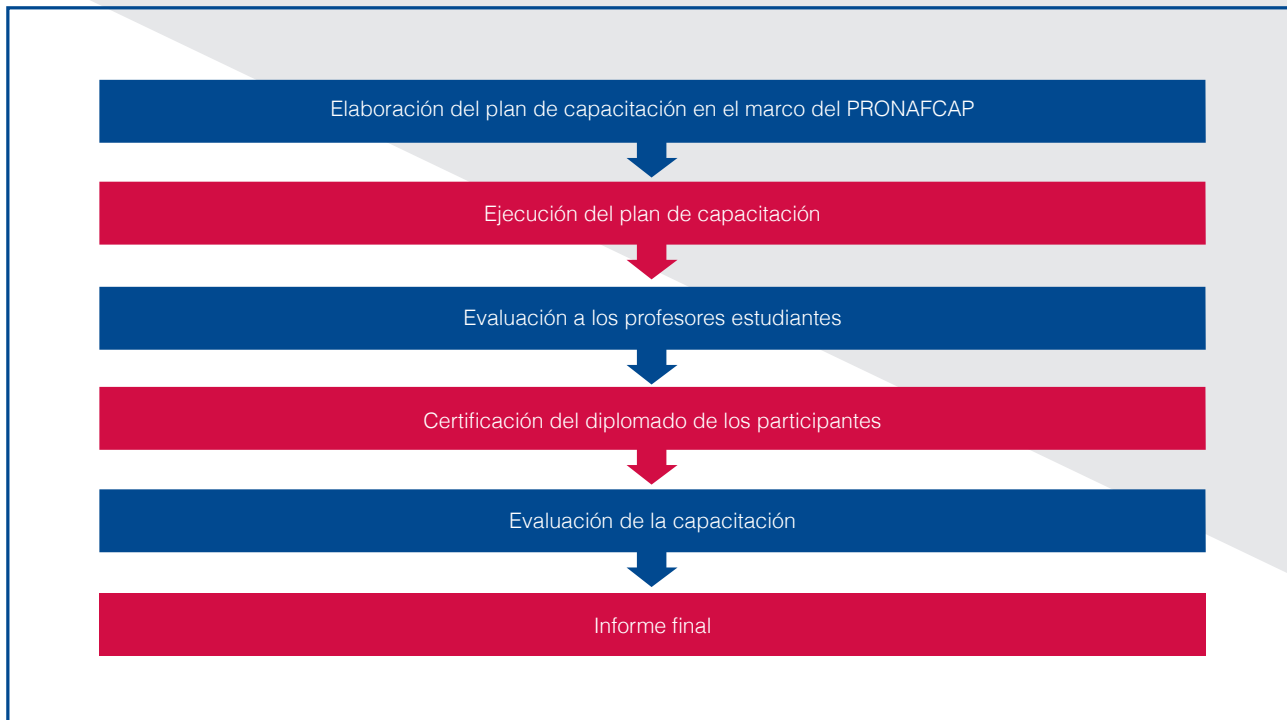 Elaboración del plan de capacitación en el marco del PRONAFCAP
Ejecución del plan de capacitación
Evaluación a los profesores estudiantes
Certificación del diplomado de los participantes
Evaluación de la capacitación
Informe final